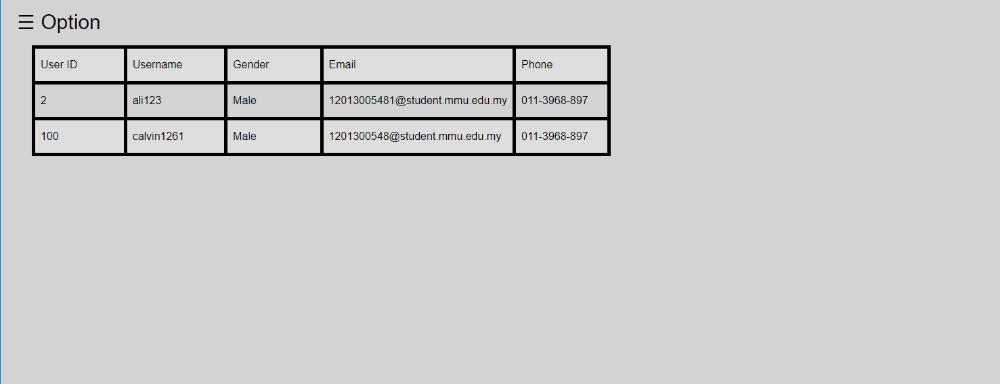 ☰ Option
User ID Username Gender Email Phone
2 ali123 Male 12013005481@student.mmu.edu.my 011-3968-897
100 calvin1261 Male 1201300548@student.mmu.edu.my 011-3968-897